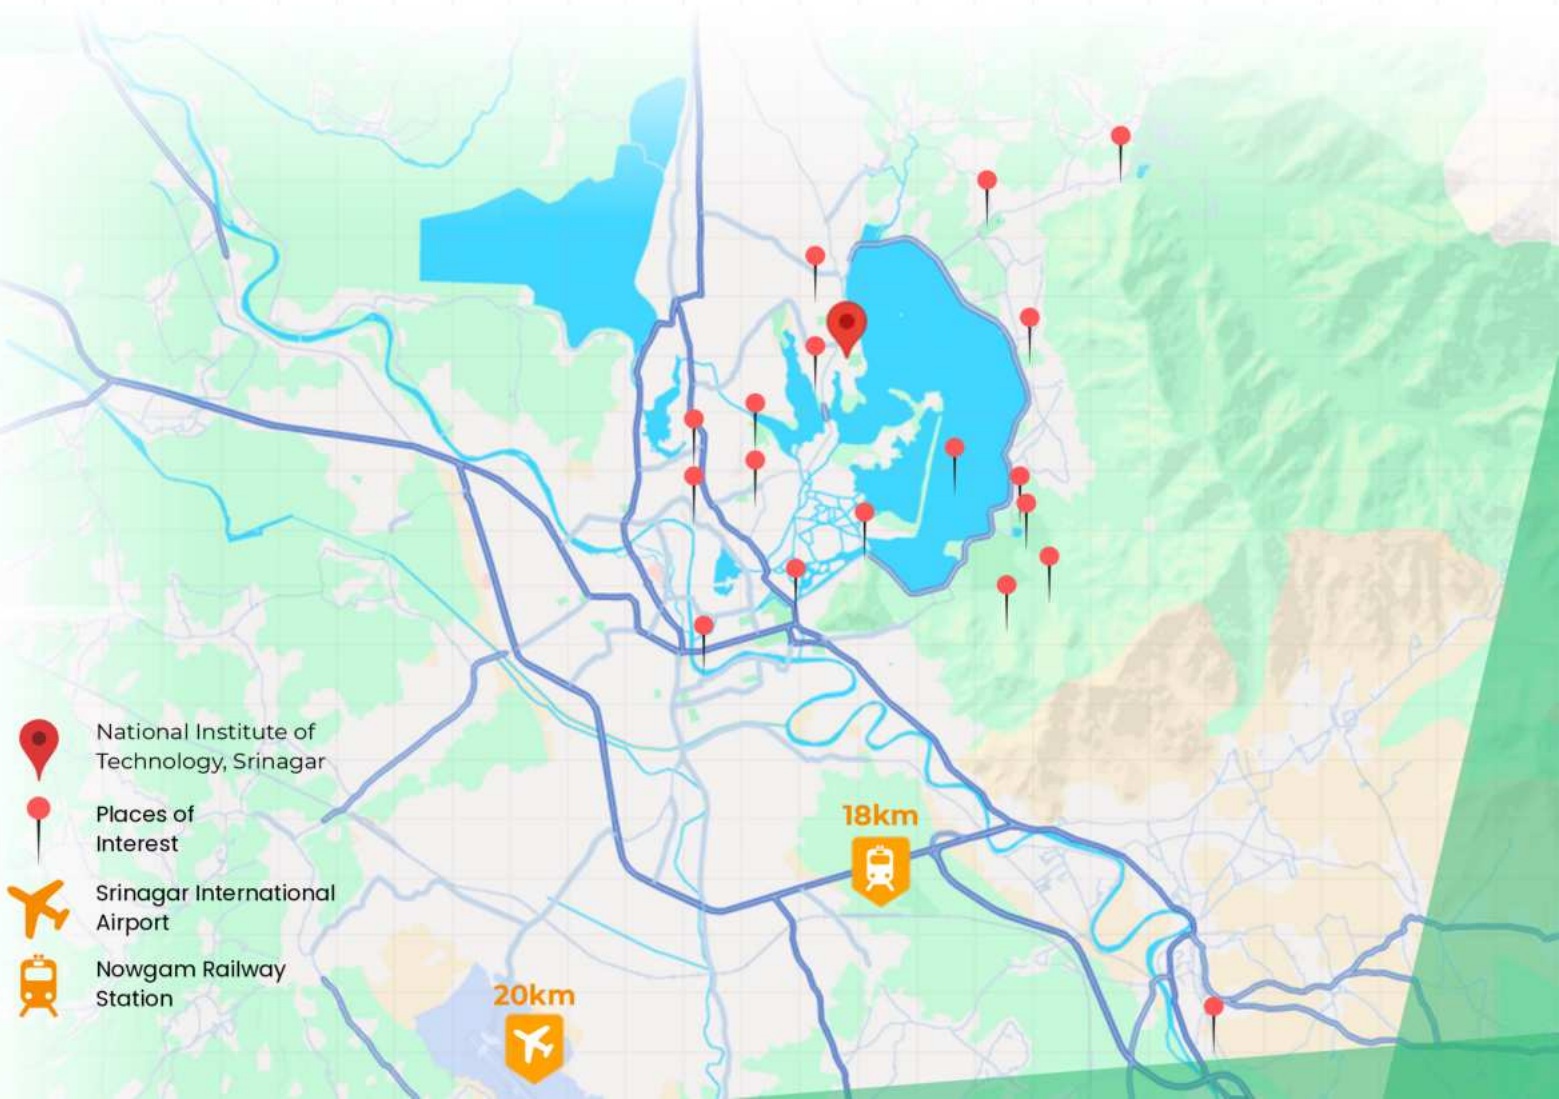 18km
20km
National Institute of
Technology, Srinagar
Places of
Interest
Srinagar International
Airport
Nowgam Railway
Station